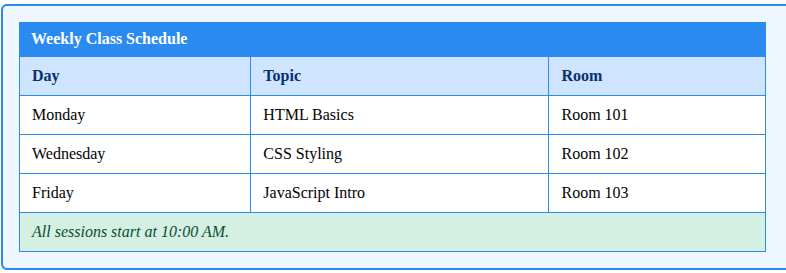 Weekly Class Schedule
Day Topic Room
Monday HTML Basics Room 101
Wednesday CSS Styling Room 102
Friday JavaScript Intro Room 103
All sessions start at 10:00 AM.